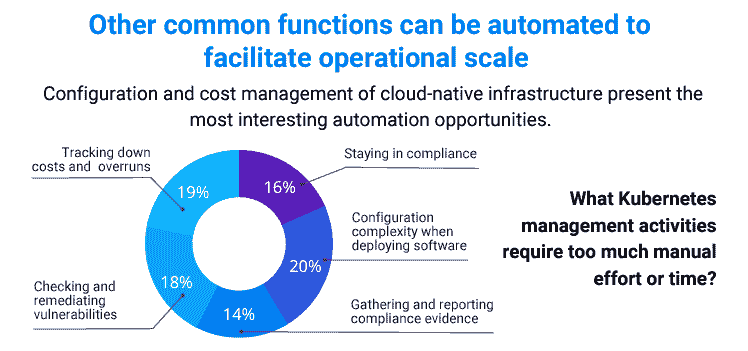 Other common functions can be automated to
facilitate operational scale
Configuration and cost management of cloud-native infrastructure present the
most interesting automation opportunities.
Tracking down
costs and overruns
19%
16%
Staying in compliance
Configuration
complexity when
deploying software
20%
What Kubernetes
management activities
require too much manual
effort or time?
Checking and
remediating
vulnerabilities
18%
14%
Gathering and reporting
compliance evidence